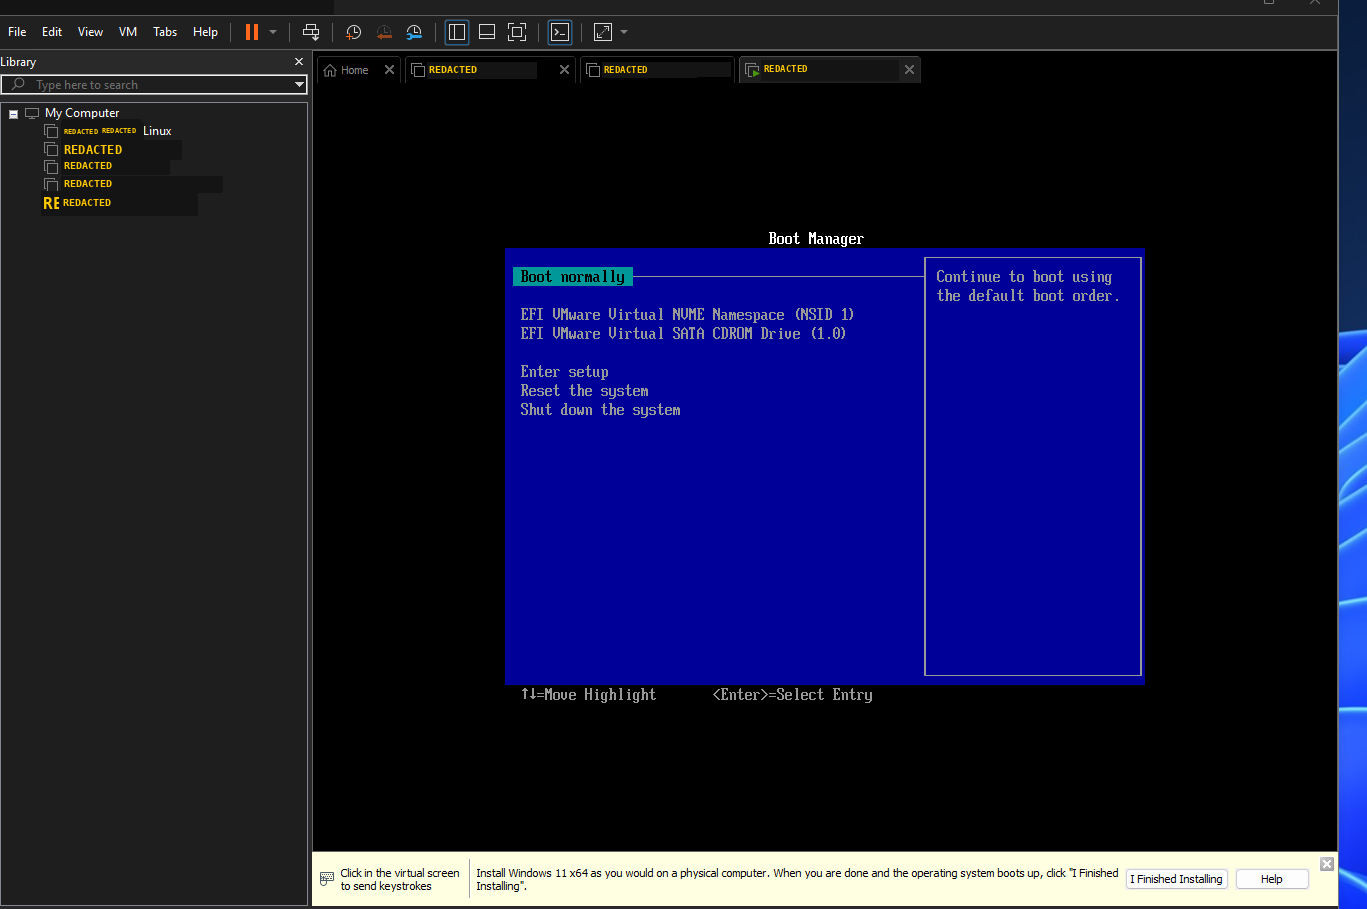 File Edit View VM Tabs Help
Library
Type here to search
My Computer
REDACTED REDACTED Linux
REDACTED
REDACTED
REDACTED
RE REDACTED
Home REDACTED REDACTED REDACTED
Boot Manager
Boot normally
EFI VMware Virtual NVME Namespace (NSID 1)
EFI VMware Virtual SATA CDROM Drive (1.0)
Enter setup
Reset the system
Shut down the system
Continue to boot using
the default boot order.
↑↓=Move Highlight <Enter>=Select Entry
Click in the virtual screen
to send keystrokes
Install Windows 11 x64 as you would on a physical computer. When you are done and the operating system boots up, click "I Finished
Installing".
I Finished Installing
Help